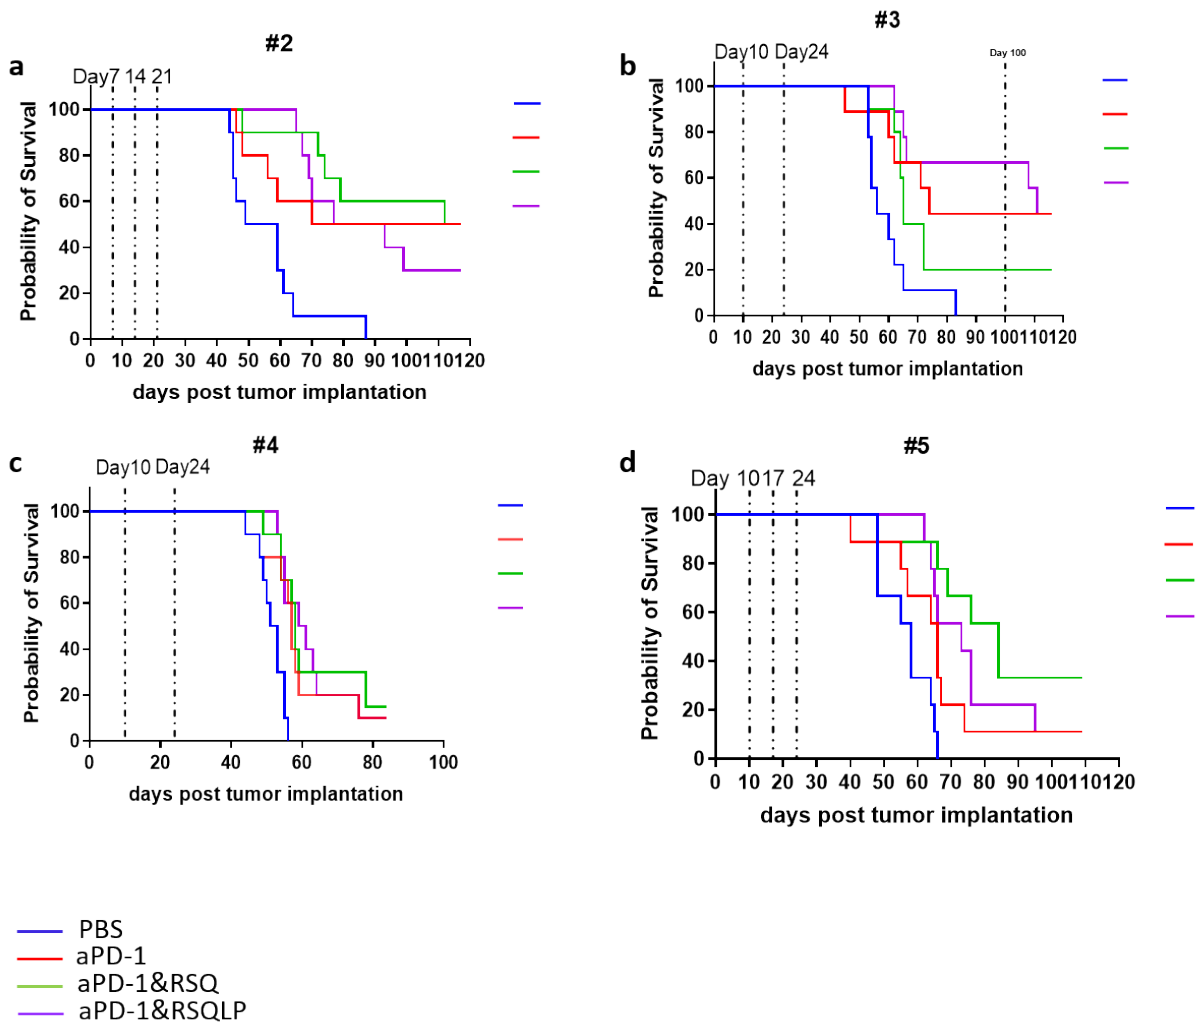 a
#2
Day7 14 21
Probability of Survival
100
80
60
40
20
0
0 10 20 30 40 50 60 70 80 90 100110120
days post tumor implantation
b
#3
Day10 Day24
Day 100
Probability of Survival
100
80
60
40
20
0
0 10 20 30 40 50 60 70 80 90 100110120
days post tumor implantation
c
#4
Day10 Day24
Probability of Survival
100
80
60
40
20
0
0 20 40 60 80 100
days post tumor implantation
d
#5
Day 10 17 24
Probability of Survival
100
80
60
40
20
0
0 10 20 30 40 50 60 70 80 90 100110120
days post tumor implantation
PBS
aPD-1
aPD-1&RSQ
aPD-1&RSQLP